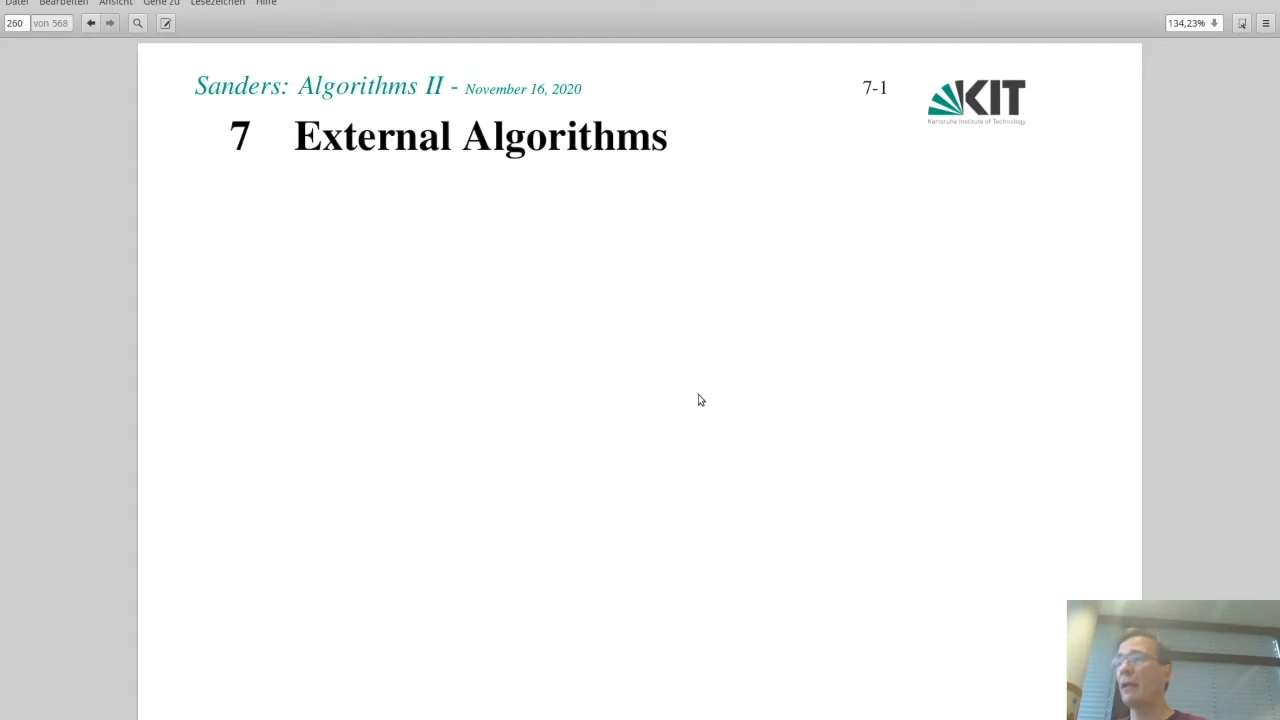 Datei Bearbeiten Ansicht Gehe zu Lesezeichen Hilfe
260 von 568 134,23%
Sanders: Algorithms II - November 16, 2020 7-1 KIT
Karlsruhe Institute of Technology
7 External Algorithms